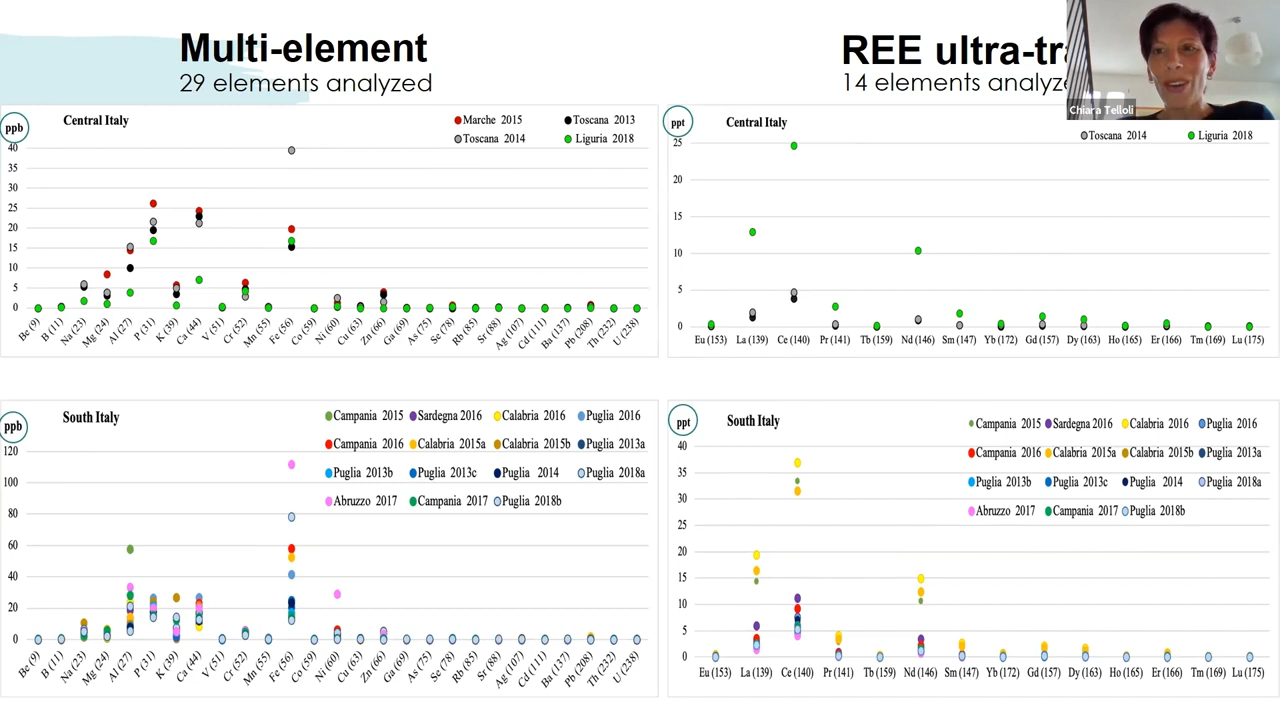 Multi-element
29 elements analyzed
ppb
Central Italy
Marche 2015
Toscana 2013
Toscana 2014
Liguria 2018
40
35
30
25
20
15
10
5
0
Be (9) B (11) Na (23) Mg (24) Al (27) P (31) K (39) Ca (44) V (51) Cr (52) Mn (55) Fe (56) Co (59) Ni (60) Cu (63) Zn (66) Ga (69) As (75) Se (78) Rb (85) Sr (88) Ag (107) Cd (111) Ba (137) Pb (208) Th (232) U (238)
REE
14 elements
Chiara Telloli
ppt
Central Italy
Toscana 2014
Liguria 2018
25
20
15
10
5
0
Eu (153) La (139) Ce (140) Pr (141) Tb (159) Nd (146) Sm (147) Yb (172) Gd (157) Dy (163) Ho (165) Er (166) Tm (169) Lu (175)
ppb
South Italy
Campania 2015 Sardegna 2016 Calabria 2016 Puglia 2016
Campania 2016 Calabria 2015a Calabria 2015b Puglia 2013a
Puglia 2013b Puglia 2013c Puglia 2014 Puglia 2018a
Abruzzo 2017 Campania 2017 Puglia 2018b
120
100
80
60
40
20
0
Be (9) B (11) Na (23) Mg (24) Al (27) P (31) K (39) Ca (44) V (51) Cr (52) Mn (55) Fe (56) Co (59) Ni (60) Cu (63) Zn (66) Ga (69) As (75) Se (78) Rb (85) Sr (88) Ag (107) Cd (111) Ba (137) Pb (208) Th (232) U (238)
ppt
South Italy
Campania 2015 Sardegna 2016 Calabria 2016 Puglia 2016
Campania 2016 Calabria 2015a Calabria 2015b Puglia 2013a
Puglia 2013b Puglia 2013c Puglia 2014 Puglia 2018a
Abruzzo 2017 Campania 2017 Puglia 2018b
40
35
30
25
20
15
10
5
0
Eu (153) La (139) Ce (140) Pr (141) Tb (159) Nd (146) Sm (147) Yb (172) Gd (157) Dy (163) Ho (165) Er (166) Tm (169) Lu (175)